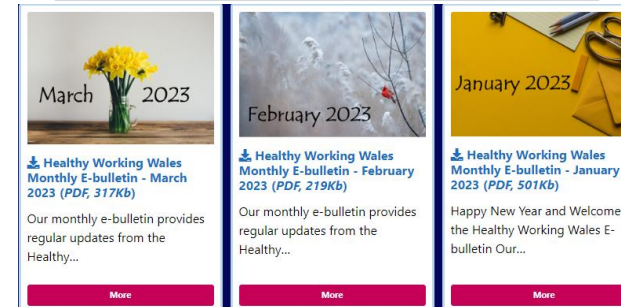 March 2023
Healthy Working Wales
Monthly E-bulletin - March
2023 (PDF, 317Kb)
Our monthly e-bulletin provides
regular updates from the
Healthy...
More
February 2023
Healthy Working Wales
Monthly E-bulletin - February
2023 (PDF, 219Kb)
Our monthly e-bulletin provides
regular updates from the
Healthy...
More
January 2023
Healthy Working Wales
Monthly E-bulletin - January
2023 (PDF, 501Kb)
Happy New Year and Welcome
the Healthy Working Wales E-
bulletin Our...
More